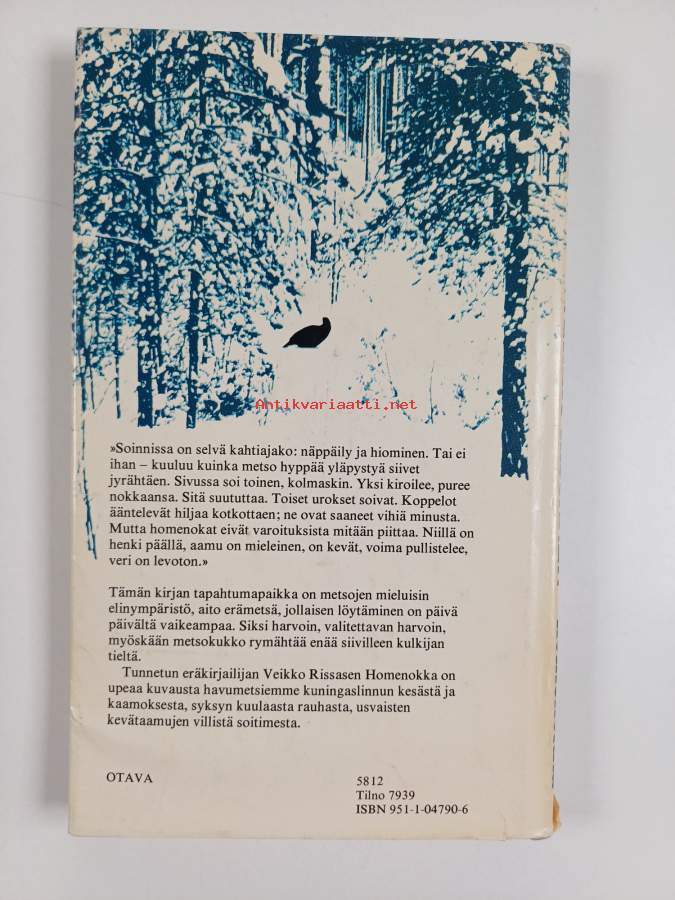 Antikvariaatti.net
»Soinnissa on selvä kahtiajako: näppäily ja hiominen. Tai ei
ihan – kuuluu kuinka metso hyppää yläpystyä siivet
jyrähtäen. Sivussa soi toinen, kolmaskin. Yksi kiroilee, puree
nokkaansa. Sitä suututtaa. Toiset urokset soivat. Koppelot
ääntelevät hiljaa kotkottaen; ne ovat saaneet vihiä minusta.
Mutta homenokat eivät varoituksista mitään piittaa. Niillä on
henki päällä, aamu on mieleinen, on kevät, voima pullistelee,
veri on levoton.»
Tämän kirjan tapahtumapaikka on metsojen mieluisin
elinympäristö, aito erämetsä, jollaisen löytäminen on päivä
päivältä vaikeampaa. Siksi harvoin, valitettavan harvoin,
myöskään metsokukko rymähtää enää siivilleen kulkijan
tieltä.
Tunnetun eräkirjailijan Veikko Rissasen Homenokka on
upeaa kuvausta havumetsiemme kuningaslinnun kesästä ja
kaamoksesta, syksyn kuulaasta rauhasta, usvaisten
kevätaamujen villistä soitimesta.
OTAVA
5812
Tilno 7939
ISBN 951-1-04790-6